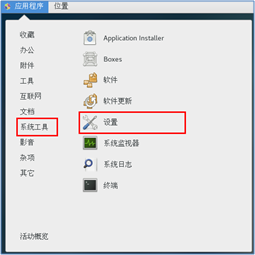 应用程序 位置
收藏
办公
附件
工具
互联网
文档
系统工具
影音
杂项
其它
活动概览
Application Installer
Boxes
软件
软件更新
设置
系统监视器
系统日志
终端